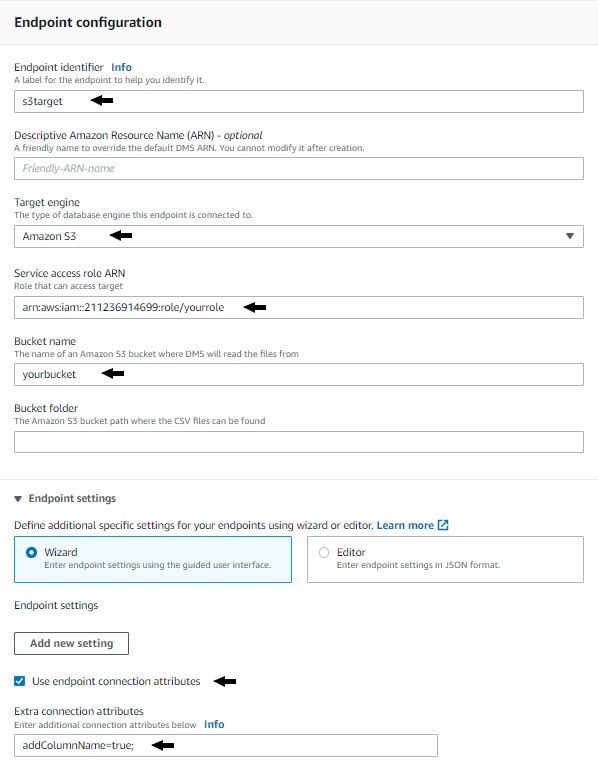 Endpoint configuration
Endpoint identifier Info
A label for the endpoint to help you identify it.
s3target
Descriptive Amazon Resource Name (ARN) - optional
A friendly name to override the default DMS ARN. You cannot modify it after creation.
Friendly-ARN-name
Target engine
The type of database engine this endpoint is connected to.
Amazon S3
Service access role ARN
Role that can access target
arn:aws:iam::211236914699:role/yourrole
Bucket name
The name of an Amazon S3 bucket where DMS will read the files from
yourbucket
Bucket folder
The Amazon S3 bucket path where the CSV files can be found
Endpoint settings
Define additional specific settings for your endpoints using wizard or editor. Learn more
Wizard
Enter endpoint settings using the guided user interface.
Editor
Enter endpoint settings in JSON format.
Endpoint settings
Add new setting
Use endpoint connection attributes
Extra connection attributes
Enter additional connection attributes below Info
addColumnName=true;